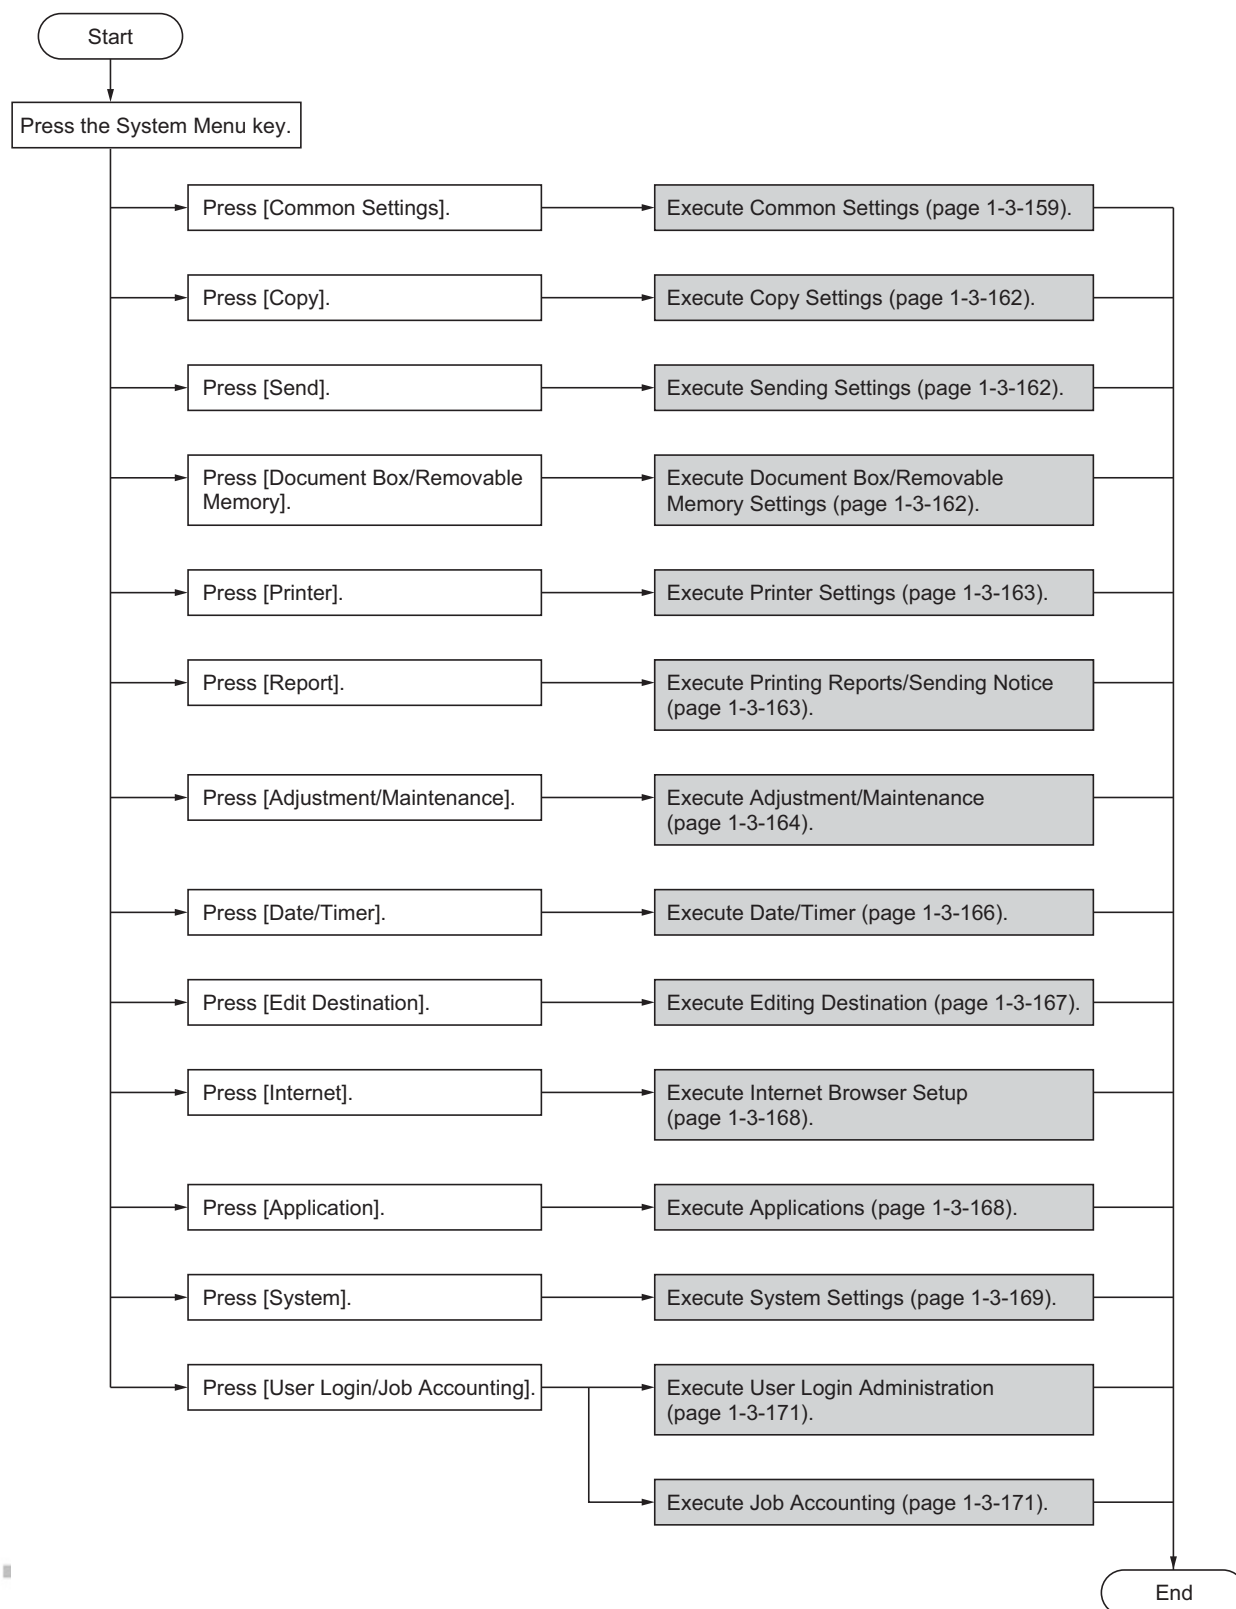 Start
Press the System Menu key.
Press [Common Settings].
Execute Common Settings (page 1-3-159).
Press [Copy].
Execute Copy Settings (page 1-3-162).
Press [Send].
Execute Sending Settings (page 1-3-162).
Press [Document Box/Removable
Memory].
Execute Document Box/Removable
Memory Settings (page 1-3-162).
Press [Printer].
Execute Printer Settings (page 1-3-163).
Press [Report].
Execute Printing Reports/Sending Notice
(page 1-3-163).
Press [Adjustment/Maintenance].
Execute Adjustment/Maintenance
(page 1-3-164).
Press [Date/Timer].
Execute Date/Timer (page 1-3-166).
Press [Edit Destination].
Execute Editing Destination (page 1-3-167).
Press [Internet].
Execute Internet Browser Setup
(page 1-3-168).
Press [Application].
Execute Applications (page 1-3-168).
Press [System].
Execute System Settings (page 1-3-169).
Press [User Login/Job Accounting].
Execute User Login Administration
(page 1-3-171).
Execute Job Accounting (page 1-3-171).
End